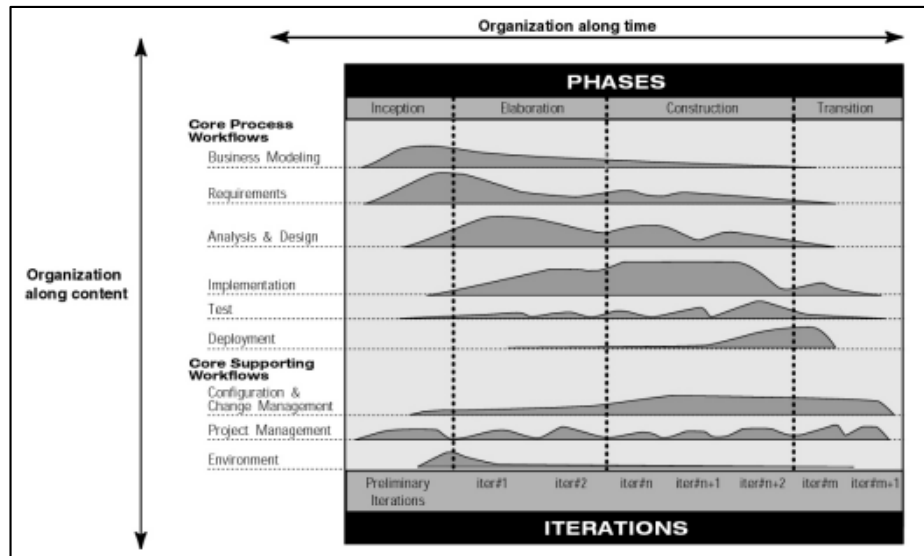 Organization along time
PHASES
Inception Elaboration Construction Transition
Core Process
Workflows
Business Modeling
Requirements
Analysis & Design
Implementation
Test
Deployment
Organization
along content
Core Supporting
Workflows
Configuration &
Change Management
Project Management
Environment
Preliminary
Iterations
iter#1 iter#2 iter#n iter#n+1 iter#n+2 iter#m iter#m+1
ITERATIONS